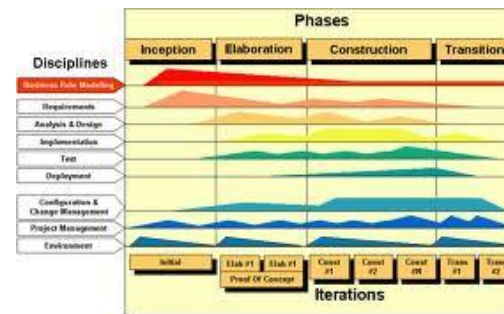 Phases
Disciplines
Inception
Elaboration
Construction
Transition
Business Rule Modelling
Requirements
Analysis & Design
Implementation
Test
Deployment
Configuration &
Change Management
Project Management
Environment
Initial
Elab #1
Elab #1
Proof Of Concept
Const
#1
Const
#2
Const
#N
Trans
#1
Trans
Iterations